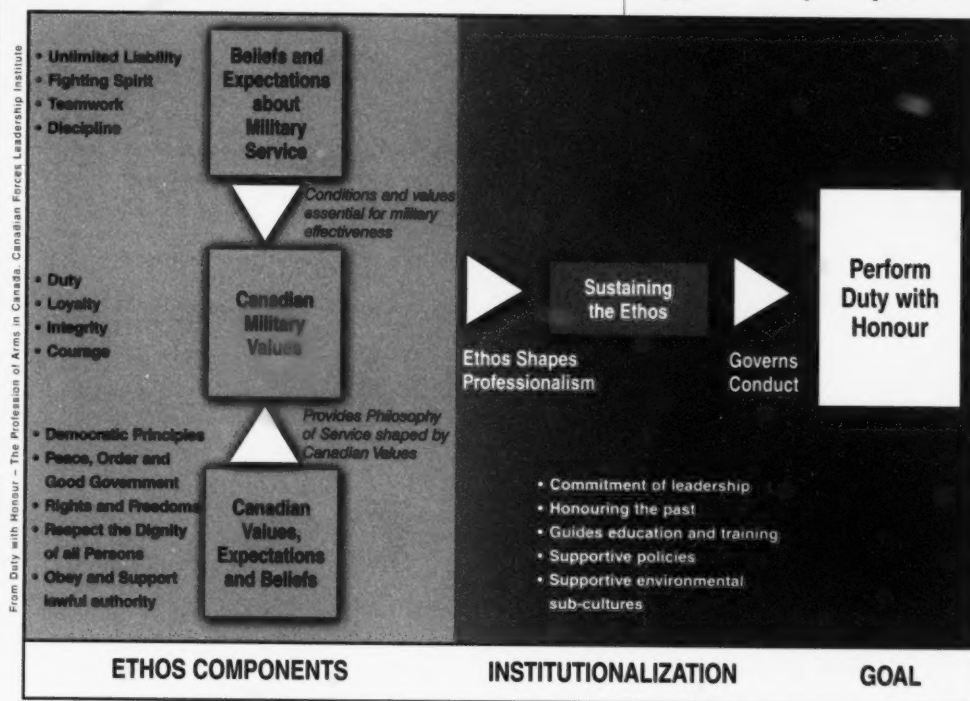 From Duty with Honour – The Profession of Arms in Canada. Canadian Forces Leadership Institute
• Unlimited Liability
• Fighting Spirit
• Teamwork
• Discipline
Beliefs and
Expectations
about
Military
Service
Conditions and values
essential for military
effectiveness
• Duty
• Loyalty
• Integrity
• Courage
Canadian
Military
Values
Provides Philosophy
of Service shaped by
Canadian Values
• Democratic Principles
• Peace, Order and
Good Government
• Rights and Freedoms
• Respect the Dignity
of all Persons
• Obey and Support
lawful authority
Canadian
Values,
Expectations
and Beliefs
Ethos Shapes
Professionalism
Sustaining
the Ethos
Governs
Conduct
• Commitment of leadership
• Honouring the past
• Guides education and training
• Supportive policies
• Supportive environmental
sub-cultures
Perform
Duty with
Honour
ETHOS COMPONENTS
INSTITUTIONALIZATION
GOAL